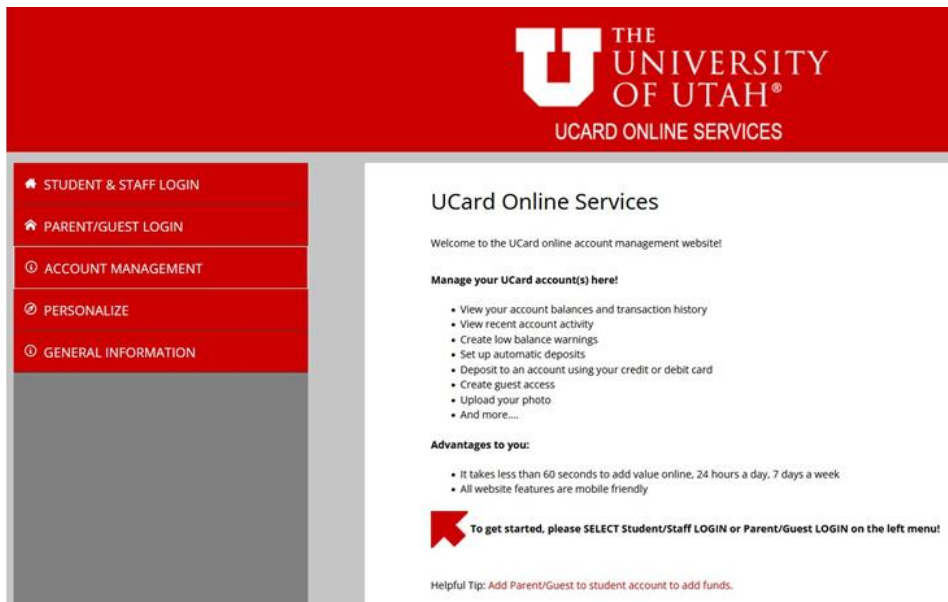 THE
UNIVERSITY
OF UTAH®
UCARD ONLINE SERVICES
STUDENT & STAFF LOGIN
PARENT/GUEST LOGIN
ACCOUNT MANAGEMENT
PERSONALIZE
GENERAL INFORMATION
UCard Online Services
Welcome to the UCard online account management website!
Manage your UCard account(s) here!
• View your account balances and transaction history
• View recent account activity
• Create low balance warnings
• Set up automatic deposits
• Deposit to an account using your credit or debit card
• Create guest access
• Upload your photo
• And more....
Advantages to you:
• It takes less than 60 seconds to add value online, 24 hours a day, 7 days a week
• All website features are mobile friendly
To get started, please SELECT Student/Staff LOGIN or Parent/Guest LOGIN on the left menu!
Helpful Tip: Add Parent/Guest to student account to add funds.